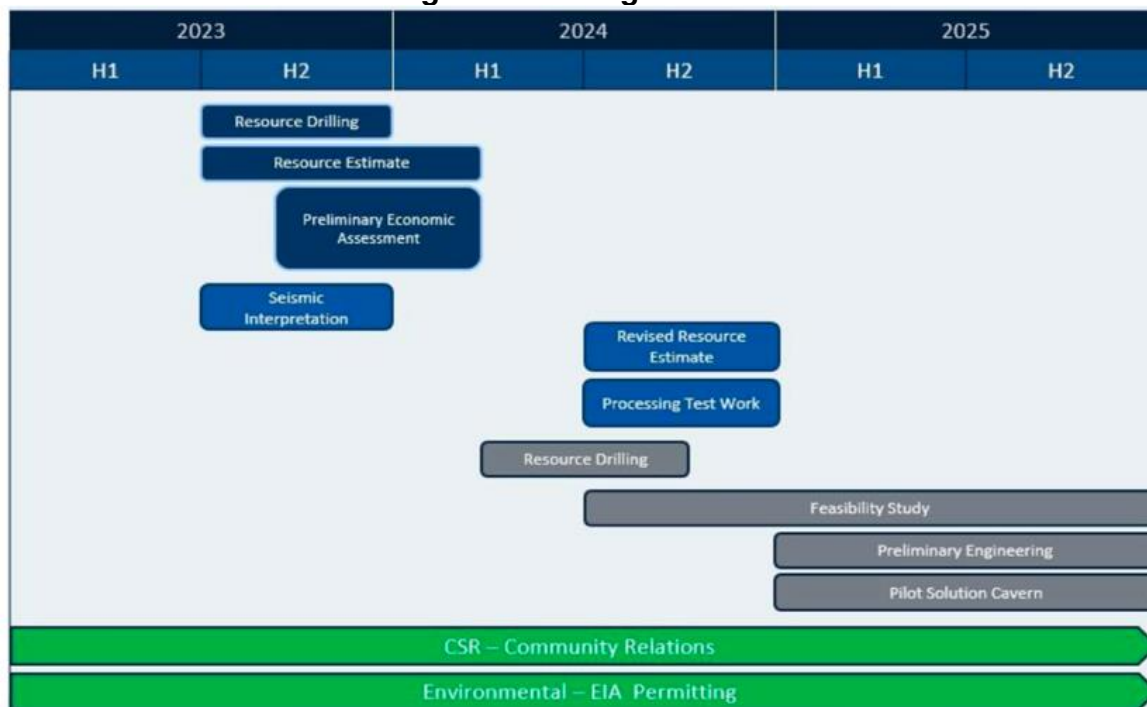 2023 2024 2025
H1 H2 H1 H2 H1 H2
Resource Drilling
Resource Estimate
Preliminary Economic
Assessment
Seismic
Interpretation
Revised Resource
Estimate
Processing Test Work
Resource Drilling
Feasibility Study
Preliminary Engineering
Pilot Solution Cavern
CSR – Community Relations
Environmental – EIA Permitting